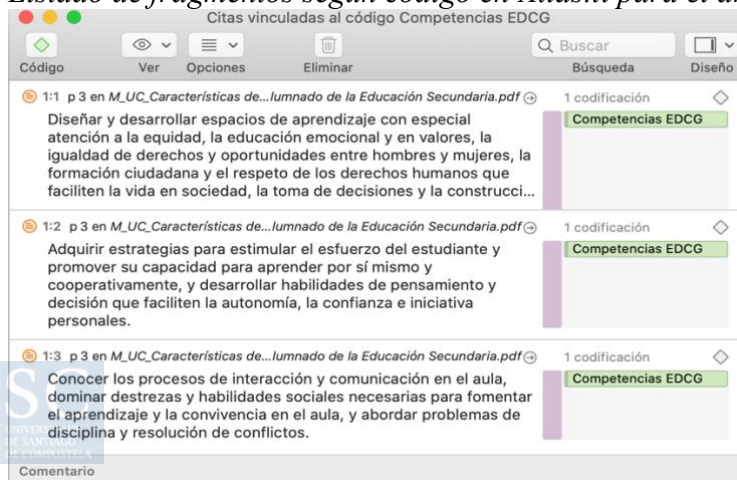 Listado de fragmentos según código en Atlas.ti para el
Citas vinculadas al código Competencias EDCG
Código Ver Opciones Eliminar Buscar Búsqueda Diseño
1:1 p 3 en M_UC_Características de...lumnado de la Educación Secundaria.pdf 1 codificación
Competencias EDCG
Diseñar y desarrollar espacios de aprendizaje con especial
atención a la equidad, la educación emocional y en valores, la
igualdad de derechos y oportunidades entre hombres y mujeres, la
formación ciudadana y el respeto de los derechos humanos que
faciliten la vida en sociedad, la toma de decisiones y la construcci...
1:2 p 3 en M_UC_Características de...lumnado de la Educación Secundaria.pdf 1 codificación
Competencias EDCG
Adquirir estrategias para estimular el esfuerzo del estudiante y
promover su capacidad para aprender por sí mismo y
cooperativamente, y desarrollar habilidades de pensamiento y
decisión que faciliten la autonomía, la confianza e iniciativa
personales.
1:3 p 3 en M_UC_Características de...lumnado de la Educación Secundaria.pdf 1 codificación
Competencias EDCG
Conocer los procesos de interacción y comunicación en el aula,
dominar destrezas y habilidades sociales necesarias para fomentar
el aprendizaje y la convivencia en el aula, y abordar problemas de
disciplina y resolución de conflictos.
SC
UNIVERSIDADE
DE SANTIAGO
DE COMPOSTELA
Comentario